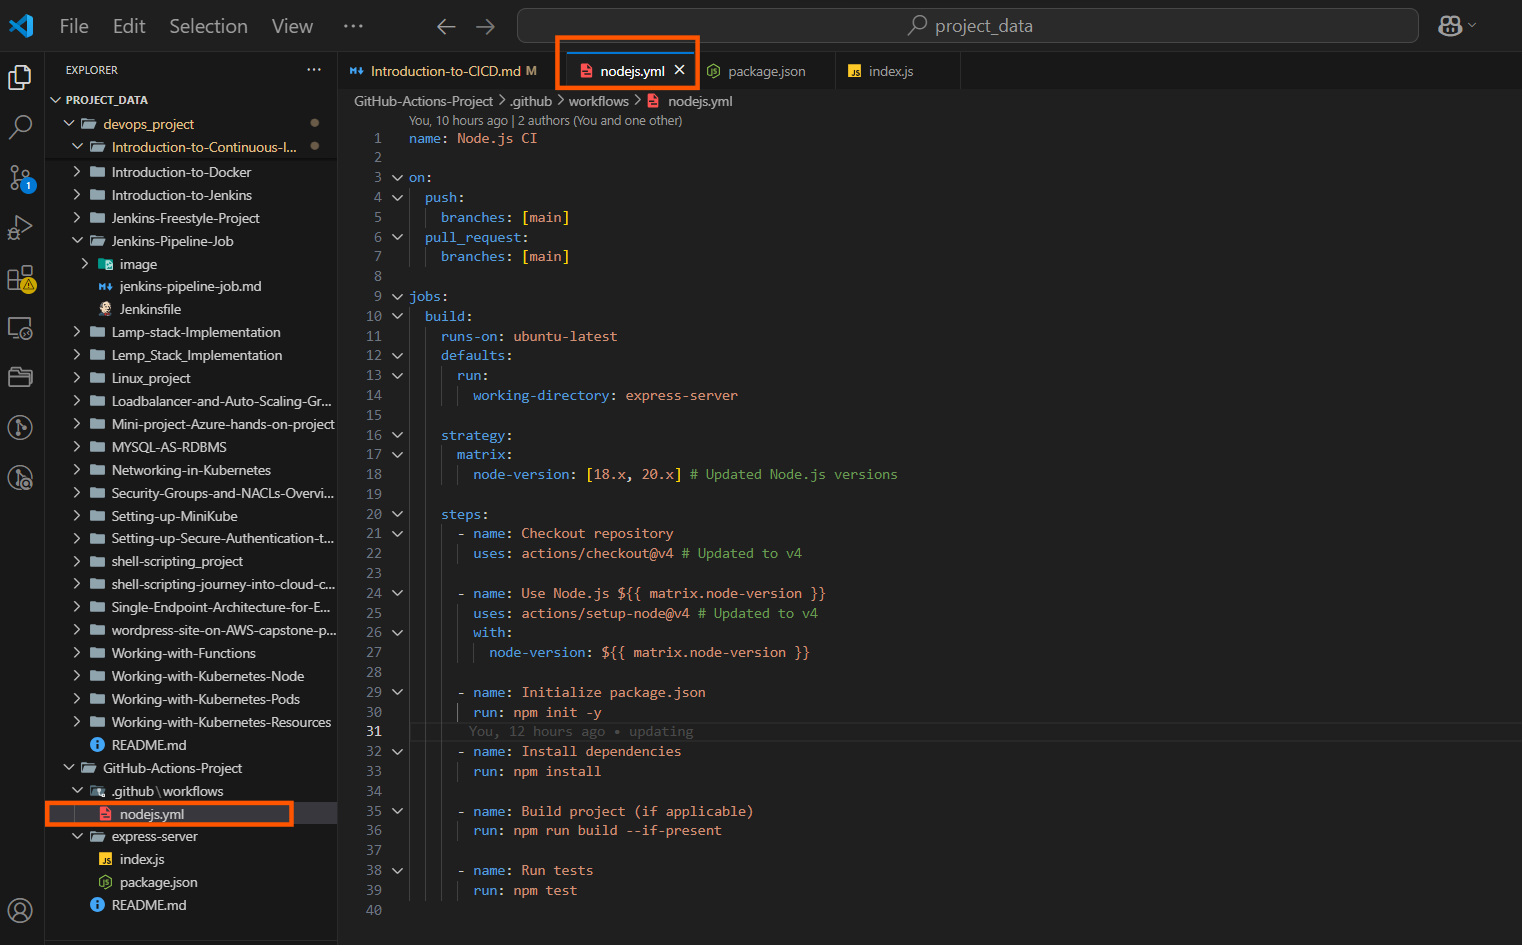 File Edit Selection View ··· project_data
EXPLORER ···
PROJECT_DATA
devops_project
Introduction-to-Continuous-I...
Introduction-to-Docker
Introduction-to-Jenkins
Jenkins-Freestyle-Project
Jenkins-Pipeline-Job
image
jenkins-pipeline-job.md
Jenkinsfile
Lamp-stack-Implementation
Lemp_Stack_Implementation
Linux_project
Loadbalancer-and-Auto-Scaling-Gr...
Mini-project-Azure-hands-on-project
MYSQL-AS-RDBMS
Networking-in-Kubernetes
Security-Groups-and-NACLs-Overvi...
Setting-up-MiniKube
Setting-up-Secure-Authentication-t...
shell-scripting_project
shell-scripting-journey-into-cloud-c...
Single-Endpoint-Architecture-for-E...
wordpress-site-on-AWS-capstone-p...
Working-with-Functions
Working-with-Kubernetes-Node
Working-with-Kubernetes-Pods
Working-with-Kubernetes-Resources
README.md
GitHub-Actions-Project
.github\workflows
nodejs.yml
express-server
JS index.js
package.json
README.md
1
Introduction-to-CICD.md M nodejs.yml × package.json JS index.js
GitHub-Actions-Project > .github > workflows > nodejs.yml
You, 10 hours ago | 2 authors (You and one other)
1 name: Node.js CI
2
3 on:
4 push:
5 branches: [main]
6 pull_request:
7 branches: [main]
8
9 jobs:
10 build:
11 runs-on: ubuntu-latest
12 defaults:
13 run:
14 working-directory: express-server
15
16 strategy:
17 matrix:
18 node-version: [18.x, 20.x] # Updated Node.js versions
19
20 steps:
21 - name: Checkout repository
22 uses: actions/checkout@v4 # Updated to v4
23
24 - name: Use Node.js ${{ matrix.node-version }}
25 uses: actions/setup-node@v4 # Updated to v4
26 with:
27 node-version: ${{ matrix.node-version }}
28
29 - name: Initialize package.json
30 run: npm init -y
31 You, 12 hours ago • updating
32 - name: Install dependencies
33 run: npm install
34
35 - name: Build project (if applicable)
36 run: npm run build --if-present
37
38 - name: Run tests
39 run: npm test
40